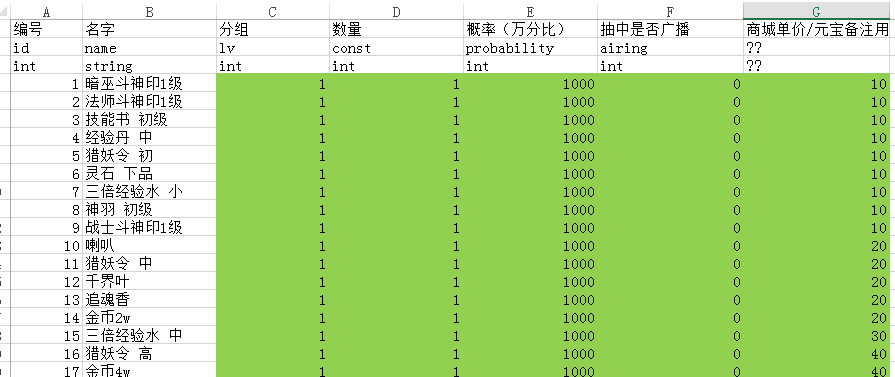 A B C D E F G
编号 名字 分组 数量 概率（万分比） 抽中是否广播 商城单价/元宝备注用
id name lv const probability airing ??
int string int int int int ??
1 暗巫斗神印1级 1 1 1000 0 10
2 法师斗神印1级 1 1 1000 0 10
3 技能书 初级 1 1 1000 0 10
4 经验丹 中 1 1 1000 0 10
5 猎妖令 初 1 1 1000 0 10
6 灵石 下品 1 1 1000 0 10
7 三倍经验水 小 1 1 1000 0 10
8 神羽 初级 1 1 1000 0 10
9 战士斗神印1级 1 1 1000 0 10
10 喇叭 1 1 1000 0 20
11 猎妖令 中 1 1 1000 0 20
12 千界叶 1 1 1000 0 20
13 追魂香 1 1 1000 0 20
14 金币2w 1 1 1000 0 20
15 三倍经验水 中 1 1 1000 0 30
16 猎妖令 高 1 1 1000 0 40
17 金币4w 1 1 1000 0 40